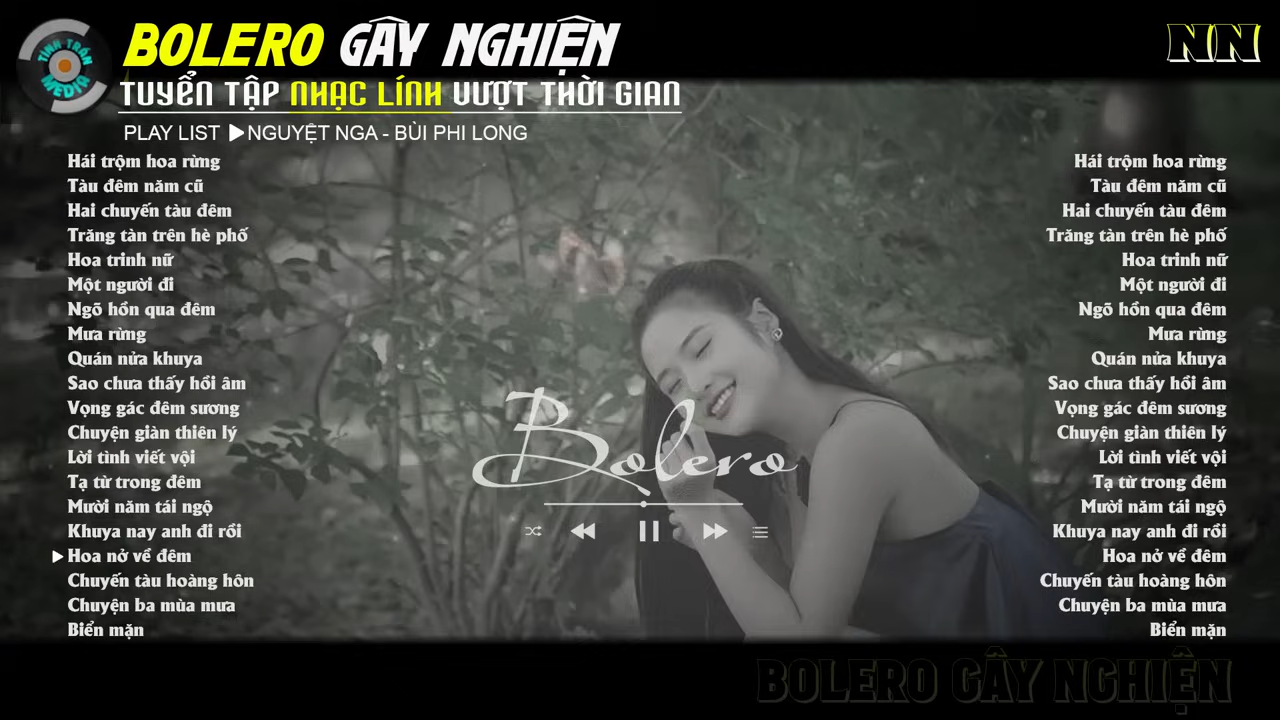 TÌNH TRẦN
MEDIA
BOLERO GÂY NGHIỆN
NN
TUYỂN TẬP NHẠC LÍNH VƯỢT THỜI GIAN
PLAY LIST NGUYỆT NGA - BÙI PHI LONG
Hái trộm hoa rừng
Tàu đêm năm cũ
Hai chuyến tàu đêm
Trăng tàn trên hè phố
Hoa trinh nữ
Một người đi
Ngõ hồn qua đêm
Mưa rừng
Quán nửa khuya
Sao chưa thấy hồi âm
Vọng gác đêm sương
Chuyện giàn thiên lý
Lời tình viết vội
Tạ từ trong đêm
Mười năm tái ngộ
Khuya nay anh đi rồi
Hoa nở về đêm
Chuyến tàu hoàng hôn
Chuyện ba mùa mưa
Biển mặn
Bolero
Hái trộm hoa rừng
Tàu đêm năm cũ
Hai chuyến tàu đêm
Trăng tàn trên hè phố
Hoa trinh nữ
Một người đi
Ngõ hồn qua đêm
Mưa rừng
Quán nửa khuya
Sao chưa thấy hồi âm
Vọng gác đêm sương
Chuyện giàn thiên lý
Lời tình viết vội
Tạ từ trong đêm
Mười năm tái ngộ
Khuya nay anh đi rồi
Hoa nở về đêm
Chuyến tàu hoàng hôn
Chuyện ba mùa mưa
Biển mặn
BOLERO GÂY NGHIỆN